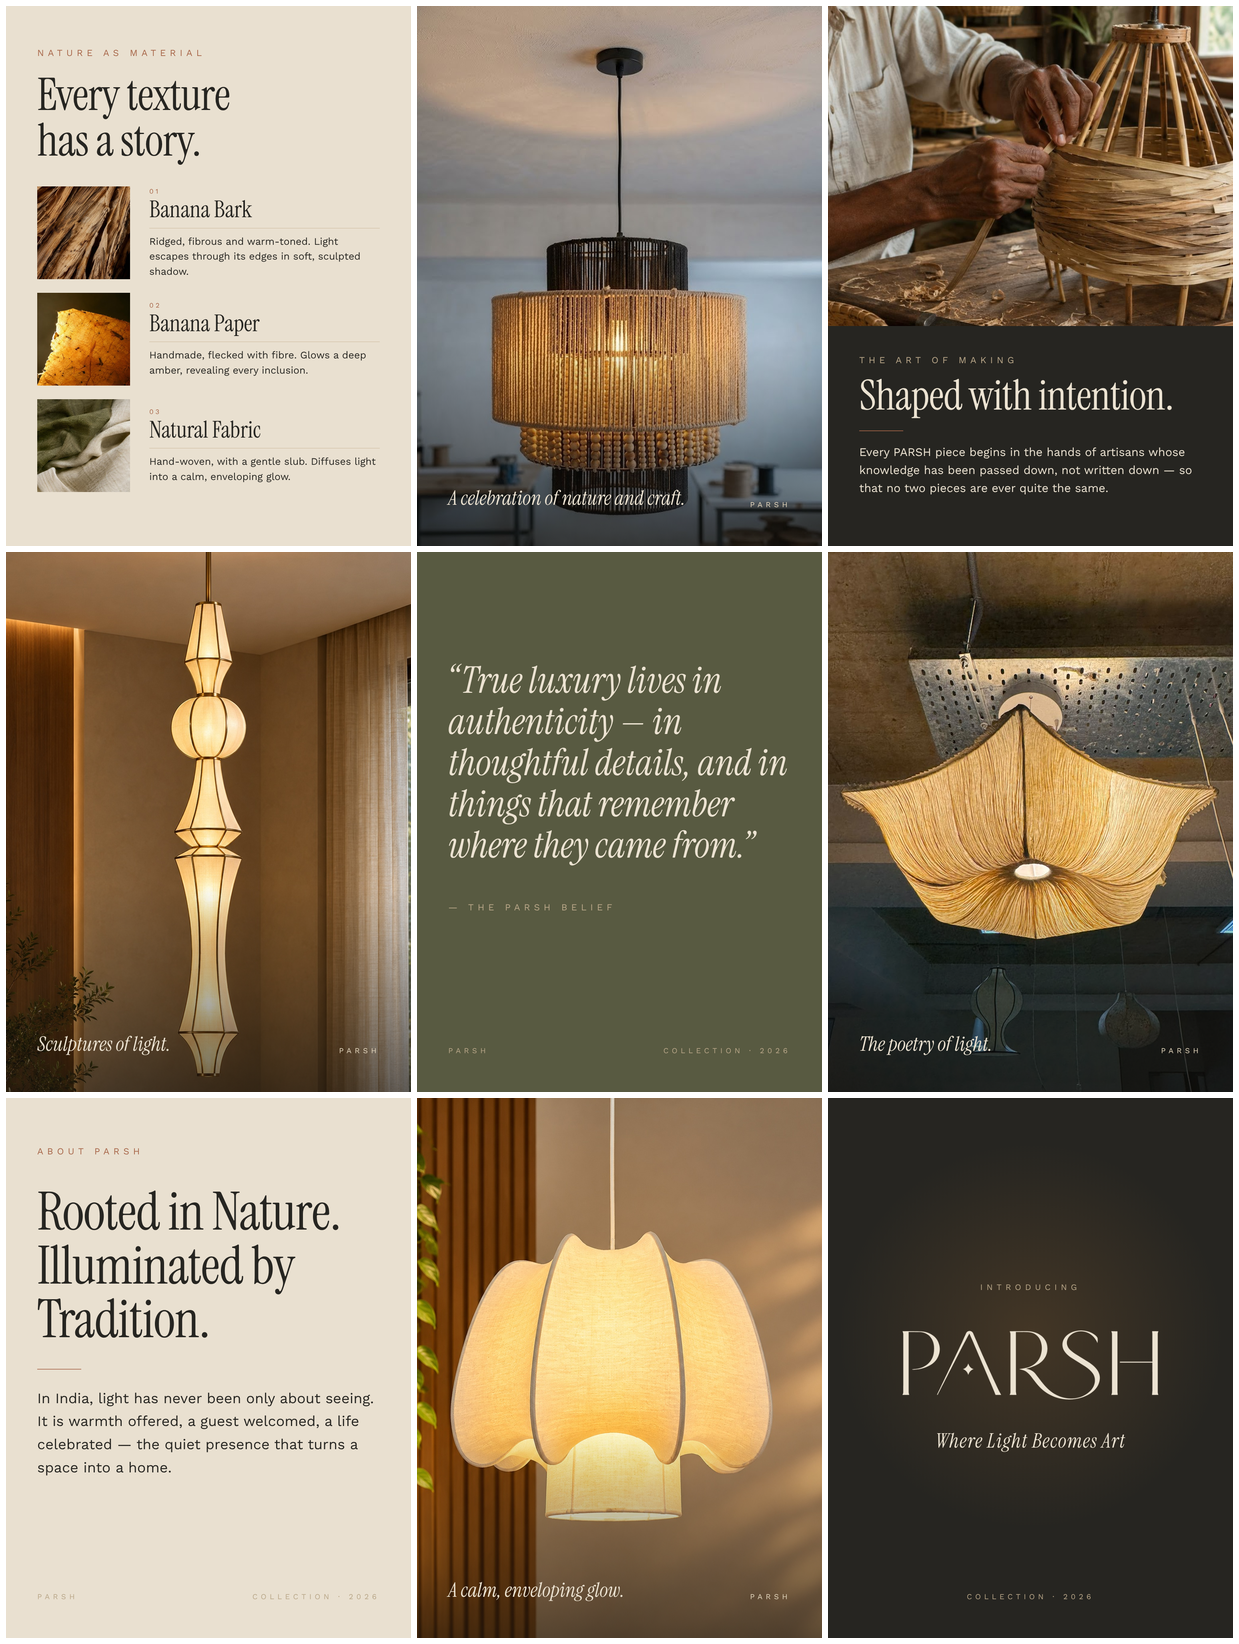 NATURE AS MATERIAL
Every texture
has a story.
01
Banana Bark
Ridged, fibrous and warm-toned. Light
escapes through its edges in soft, sculpted
shadow.
02
Banana Paper
Handmade, flecked with fibre. Glows a deep
amber, revealing every inclusion.
03
Natural Fabric
Hand-woven, with a gentle slub. Diffuses light
into a calm, enveloping glow.
A celebration of nature and craft.
PARSH
THE ART OF MAKING
Shaped with intention.
Every PARSH piece begins in the hands of artisans whose
knowledge has been passed down, not written down — so
that no two pieces are ever quite the same.
Sculptures of light.
PARSH
“True luxury lives in
authenticity — in
thoughtful details, and in
things that remember
where they came from.”
— THE PARSH BELIEF
PARSH
COLLECTION · 2026
The poetry of light.
PARSH
ABOUT PARSH
Rooted in Nature.
Illuminated by
Tradition.
In India, light has never been only about seeing.
It is warmth offered, a guest welcomed, a life
celebrated — the quiet presence that turns a
space into a home.
PARSH
COLLECTION · 2026
A calm, enveloping glow.
PARSH
INTRODUCING
PARSH
Where Light Becomes Art
COLLECTION · 2026